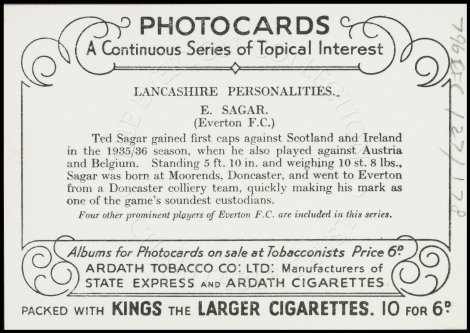 PHOTOCARDS
A Continuous Series of Topical Interest
LANCASHIRE PERSONALITIES.
E. SAGAR.
(Everton F.C.)
Ted Sagar gained first caps against Scotland and Ireland
in the 1935/36 season, when he also played against Austria
and Belgium. Standing 5 ft. 10 in. and weighing 10 st. 8 lbs.,
Sagar was born at Moorends, Doncaster, and went to Everton
from a Doncaster colliery team, quickly making his mark as
one of the game's soundest custodians.
Four other prominent players of Everton F.C. are included in this series.
Albums for Photocards on sale at Tobacconists Price 6D.
ARDATH TOBACCO CO: LTD: Manufacturers of
STATE EXPRESS AND ARDATH CIGARETTES
PACKED WITH KINGS THE LARGER CIGARETTES. 10 FOR 6D.